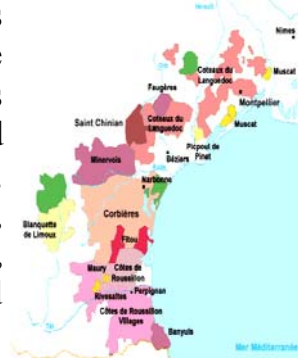 Nimes
Coteaux du
Languedoc
Muscat
Faugères
Montpellier
Saint Chinian
Coteaux du
Languedoc
Muscat
Picpoul de
Pinet
Béziers
Minervois
Narbonne
Corbières
Blanquette
de Limoux
Fitou
Maury
Côtes de
Roussillon
Rivesaltes
Perpignan
Côtes de Roussillon
Villages
Banyuls
Mer Méditerranée